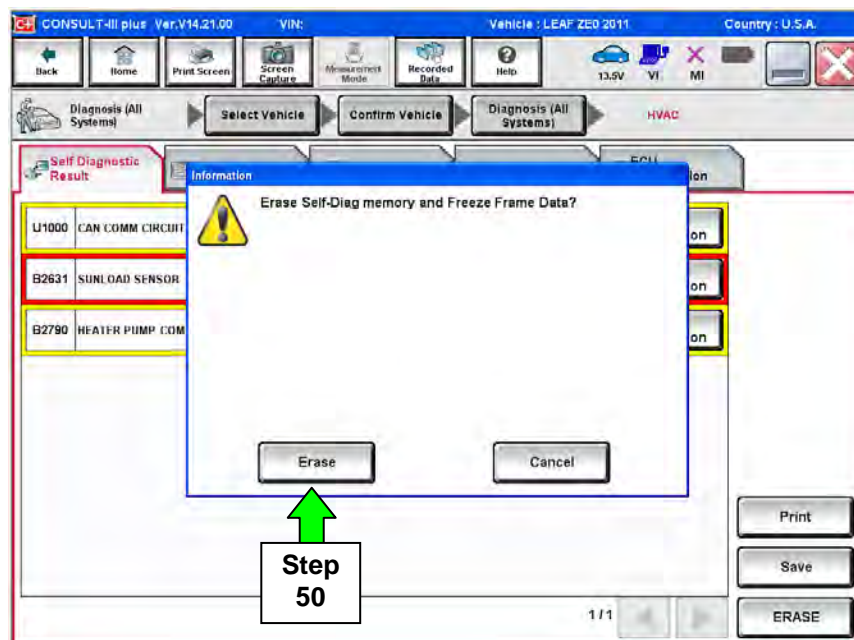 C+ CONSULT-III plus Ver.V14.21.00 VIN: Vehicle : LEAF ZE0 2011 Country : U.S.A.
Back Home Print Screen Screen Capture Measurement Mode Recorded Data Help 13.5V VI MI
Diagnosis (All Systems) Select Vehicle Confirm Vehicle Diagnosis (All Systems) HVAC
Self Diagnostic Result
ECU
Information
Erase Self-Diag memory and Freeze Frame Data?
U1000 CAN COMM CIRCUIT
B2631 SUNLOAD SENSOR
B2790 HEATER PUMP
Erase Cancel
Step
50
Print
Save
1/1
ERASE